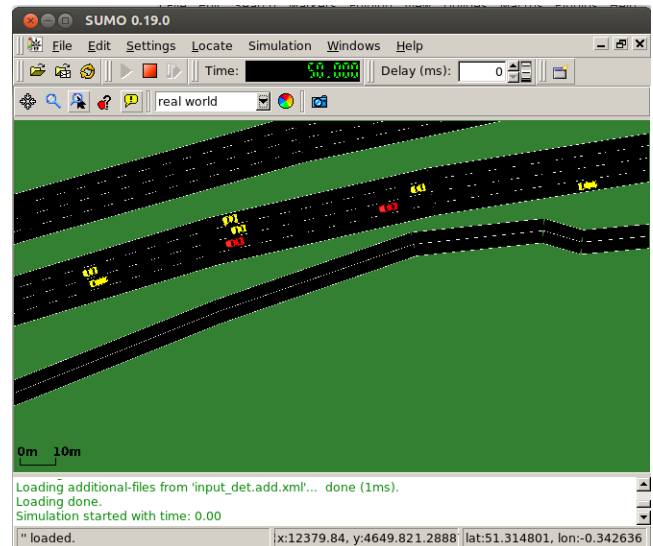 SUMO 0.19.0
File Edit Settings Locate Simulation Windows Help
Time: 50.000 Delay (ms): 0
real world
0m 10m
Loading additional-files from 'input_det.add.xml'... done (1ms).
Loading done.
Simulation started with time: 0.00
'' loaded. x:12379.84, y:4649.821.2888 lat:51.314801, lon:-0.342636